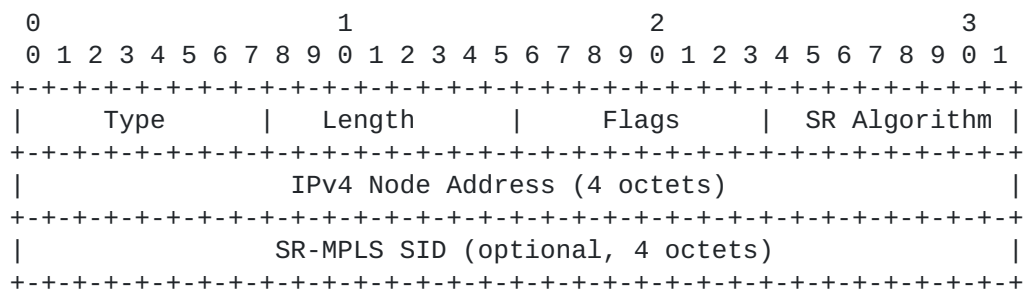 0                   1                   2                   3
 0 1 2 3 4 5 6 7 8 9 0 1 2 3 4 5 6 7 8 9 0 1 2 3 4 5 6 7 8 9 0 1
+-+-+-+-+-+-+-+-+-+-+-+-+-+-+-+-+-+-+-+-+-+-+-+-+-+-+-+-+-+-+-+-+
|     Type      |   Length      |     Flags     |  SR Algorithm |
+-+-+-+-+-+-+-+-+-+-+-+-+-+-+-+-+-+-+-+-+-+-+-+-+-+-+-+-+-+-+-+-+
|                 IPv4 Node Address (4 octets)                  |
+-+-+-+-+-+-+-+-+-+-+-+-+-+-+-+-+-+-+-+-+-+-+-+-+-+-+-+-+-+-+-+-+
|                SR-MPLS SID (optional, 4 octets)               |
+-+-+-+-+-+-+-+-+-+-+-+-+-+-+-+-+-+-+-+-+-+-+-+-+-+-+-+-+-+-+-+-+